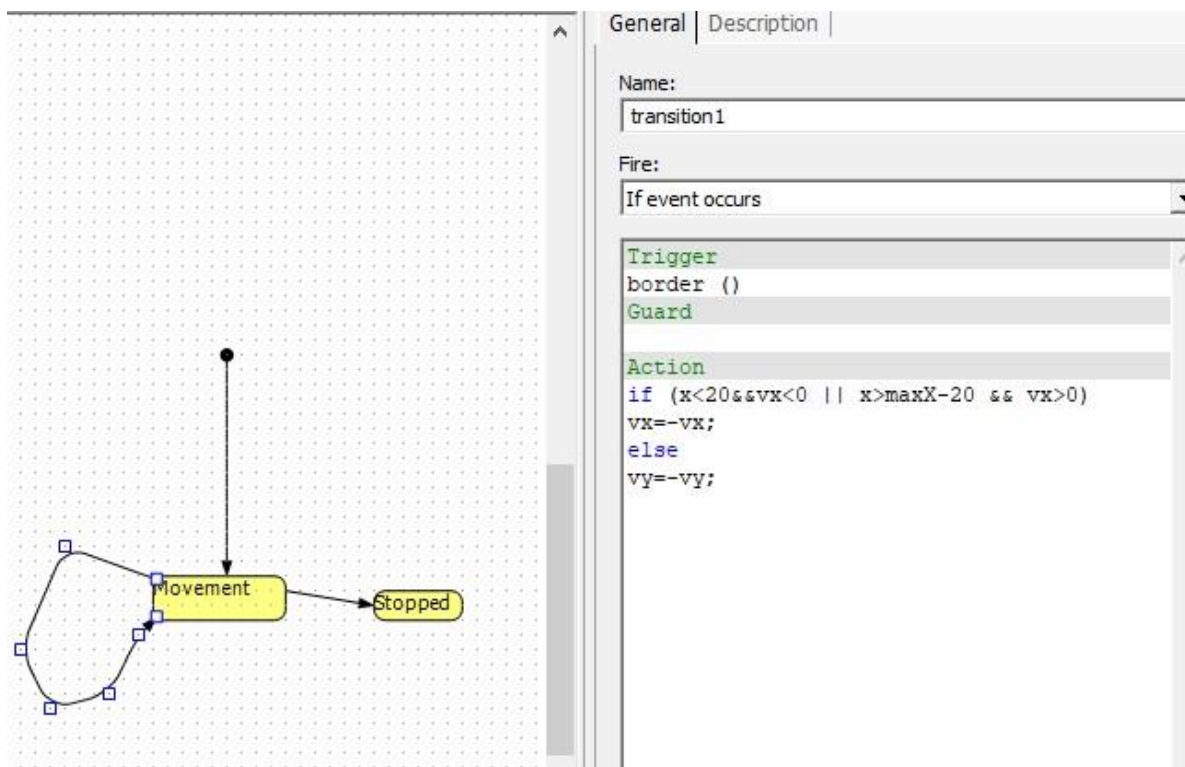 General
Description
Name:
transition1
Fire:
If event occurs
Trigger
border ()
Guard
Action
if (x<20&&vx<0 || x>maxX-20 && vx>0)
vx=-vx;
else
vy=-vy;
Movement
Stopped